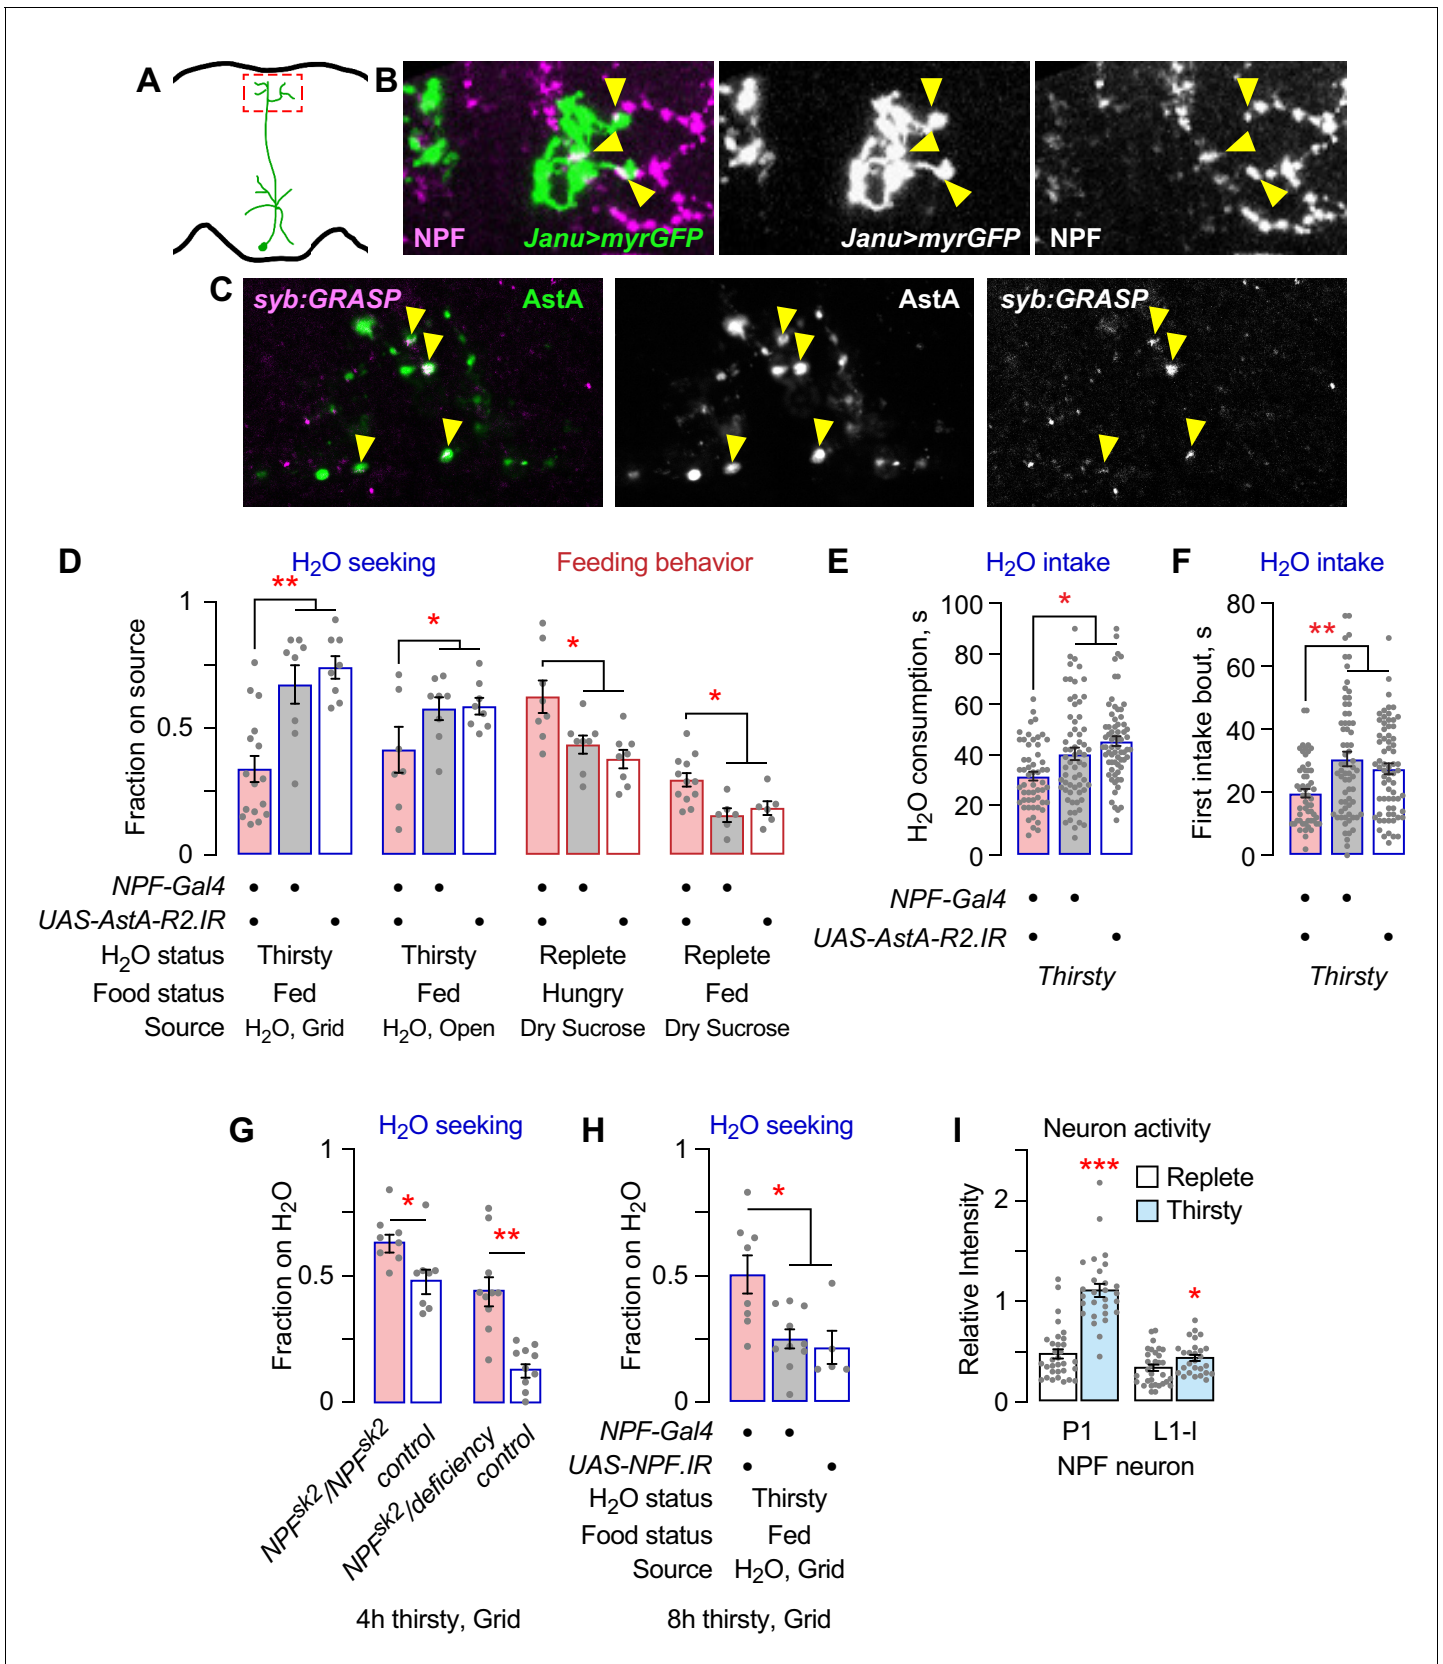 A
B
NPF
Janu>myrGFP
Janu>myrGFP
NPF
C
syb:GRASP
AstA
AstA
syb:GRASP
D
H2O seeking
Feeding behavior
Fraction on source
1
0.5
0
**
*
*
*
NPF-Gal4
UAS-AstA-R2.IR
H2O status Thirsty Thirsty Replete Replete
Food status Fed Fed Hungry Fed
Source H2O, Grid H2O, Open Dry Sucrose Dry Sucrose
E
H2O intake
H2O consumption, s
100
80
60
40
20
0
*
NPF-Gal4
UAS-AstA-R2.IR
Thirsty
F
H2O intake
First intake bout, s
80
60
40
20
0
**
Thirsty
G
H2O seeking
Fraction on H2O
1
0.5
0
*
**
NPFsk2/NPFsk2
control
NPFsk2/deficiency
control
4h thirsty, Grid
H
H2O seeking
Fraction on H2O
1
0.5
0
*
NPF-Gal4
UAS-NPF.IR
H2O status Thirsty
Food status Fed
Source H2O, Grid
8h thirsty, Grid
I
Neuron activity
Relative Intensity
2
1
0
***
*
Replete
Thirsty
P1 L1-l
NPF neuron